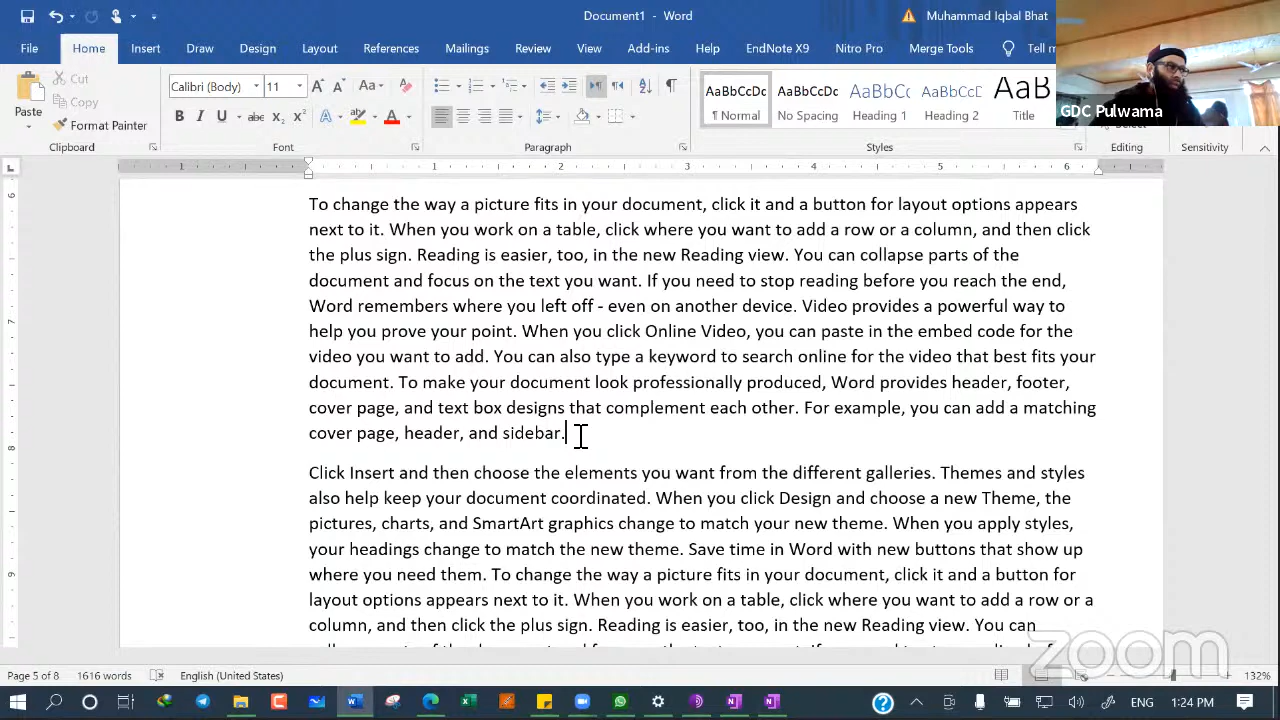 Document1 - Word
Muhammad Iqbal Bhat
File Home Insert Draw Design Layout References Mailings Review View Add-ins Help EndNote X9 Nitro Pro Merge Tools Tell m
GDC Pulwama
Paste
Cut
Copy
Format Painter
Calibri (Body) 11
B I U abc x2 x2
AaBbCcDc AaBbCcDc AaBbCc AaBbCcD AaB
¶ Normal No Spacing Heading 1 Heading 2 Title
Clipboard Font Paragraph Styles Editing Sensitivity
1 1 2 3 4 5 6
To change the way a picture fits in your document, click it and a button for layout options appears
next to it. When you work on a table, click where you want to add a row or a column, and then click
the plus sign. Reading is easier, too, in the new Reading view. You can collapse parts of the
document and focus on the text you want. If you need to stop reading before you reach the end,
Word remembers where you left off - even on another device. Video provides a powerful way to
help you prove your point. When you click Online Video, you can paste in the embed code for the
video you want to add. You can also type a keyword to search online for the video that best fits your
document. To make your document look professionally produced, Word provides header, footer,
cover page, and text box designs that complement each other. For example, you can add a matching
cover page, header, and sidebar.
Click Insert and then choose the elements you want from the different galleries. Themes and styles
also help keep your document coordinated. When you click Design and choose a new Theme, the
pictures, charts, and SmartArt graphics change to match your new theme. When you apply styles,
your headings change to match the new theme. Save time in Word with new buttons that show up
where you need them. To change the way a picture fits in your document, click it and a button for
layout options appears next to it. When you work on a table, click where you want to add a row or a
column, and then click the plus sign. Reading is easier, too, in the new Reading view. You can
zoom
Page 5 of 8 1616 words English (United States) 132%
ENG 1:24 PM